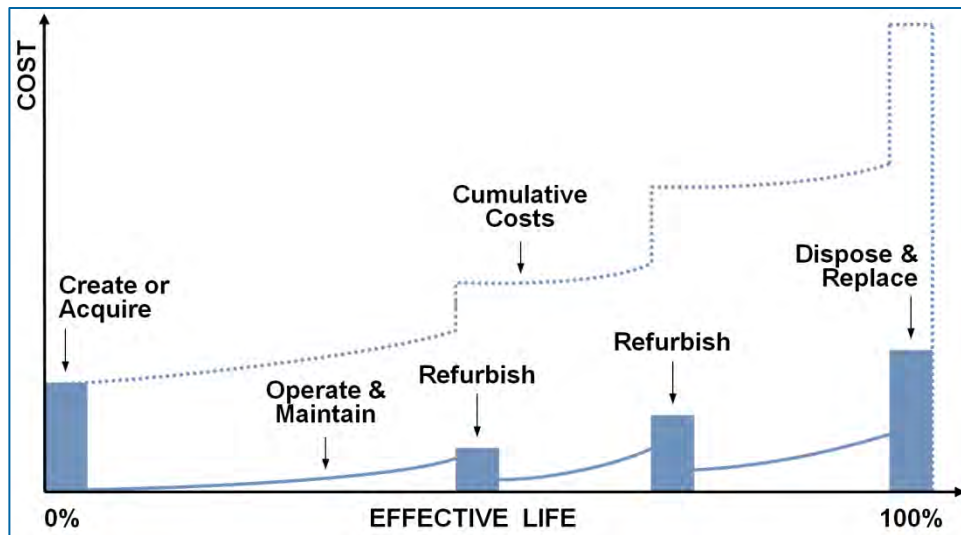 COST
Cumulative
Costs
Dispose &
Replace
Create or
Acquire
Refurbish
Operate &
Maintain
Refurbish
0%
EFFECTIVE LIFE
100%